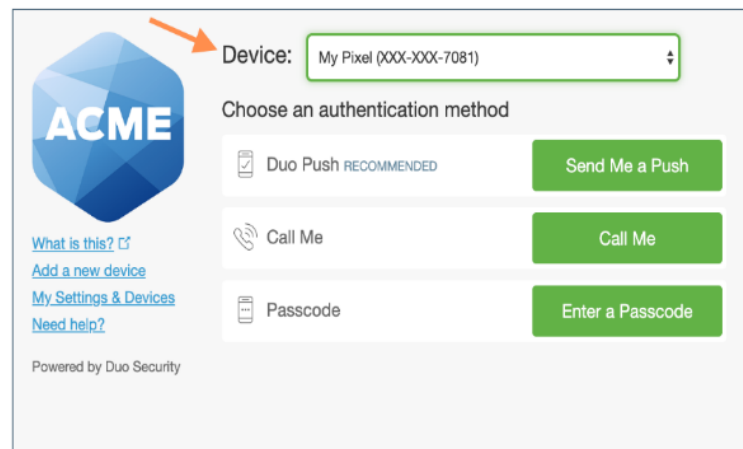 ACME
What is this?
Add a new device
My Settings & Devices
Need help?
Powered by Duo Security
Device: My Pixel (XXX-XXX-7081)
Choose an authentication method
Duo Push RECOMMENDED Send Me a Push
Call Me Call Me
Passcode Enter a Passcode